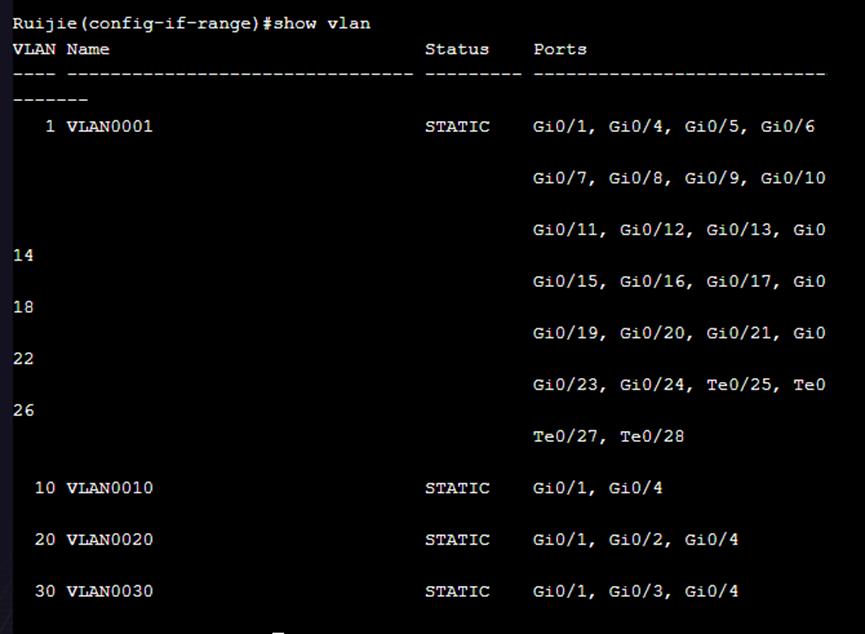 Ruijie(config-if-range)#show vlan
VLAN Name                             Status    Ports
---- -------------------------------- --------- ---------------------------
-------
   1 VLAN0001                         STATIC    Gi0/1, Gi0/4, Gi0/5, Gi0/6
                                                Gi0/7, Gi0/8, Gi0/9, Gi0/10
                                                Gi0/11, Gi0/12, Gi0/13, Gi0
14
                                                Gi0/15, Gi0/16, Gi0/17, Gi0
18
                                                Gi0/19, Gi0/20, Gi0/21, Gi0
22
                                                Gi0/23, Gi0/24, Te0/25, Te0
26
                                                Te0/27, Te0/28
  10 VLAN0010                         STATIC    Gi0/1, Gi0/4
  20 VLAN0020                         STATIC    Gi0/1, Gi0/2, Gi0/4
  30 VLAN0030                         STATIC    Gi0/1, Gi0/3, Gi0/4